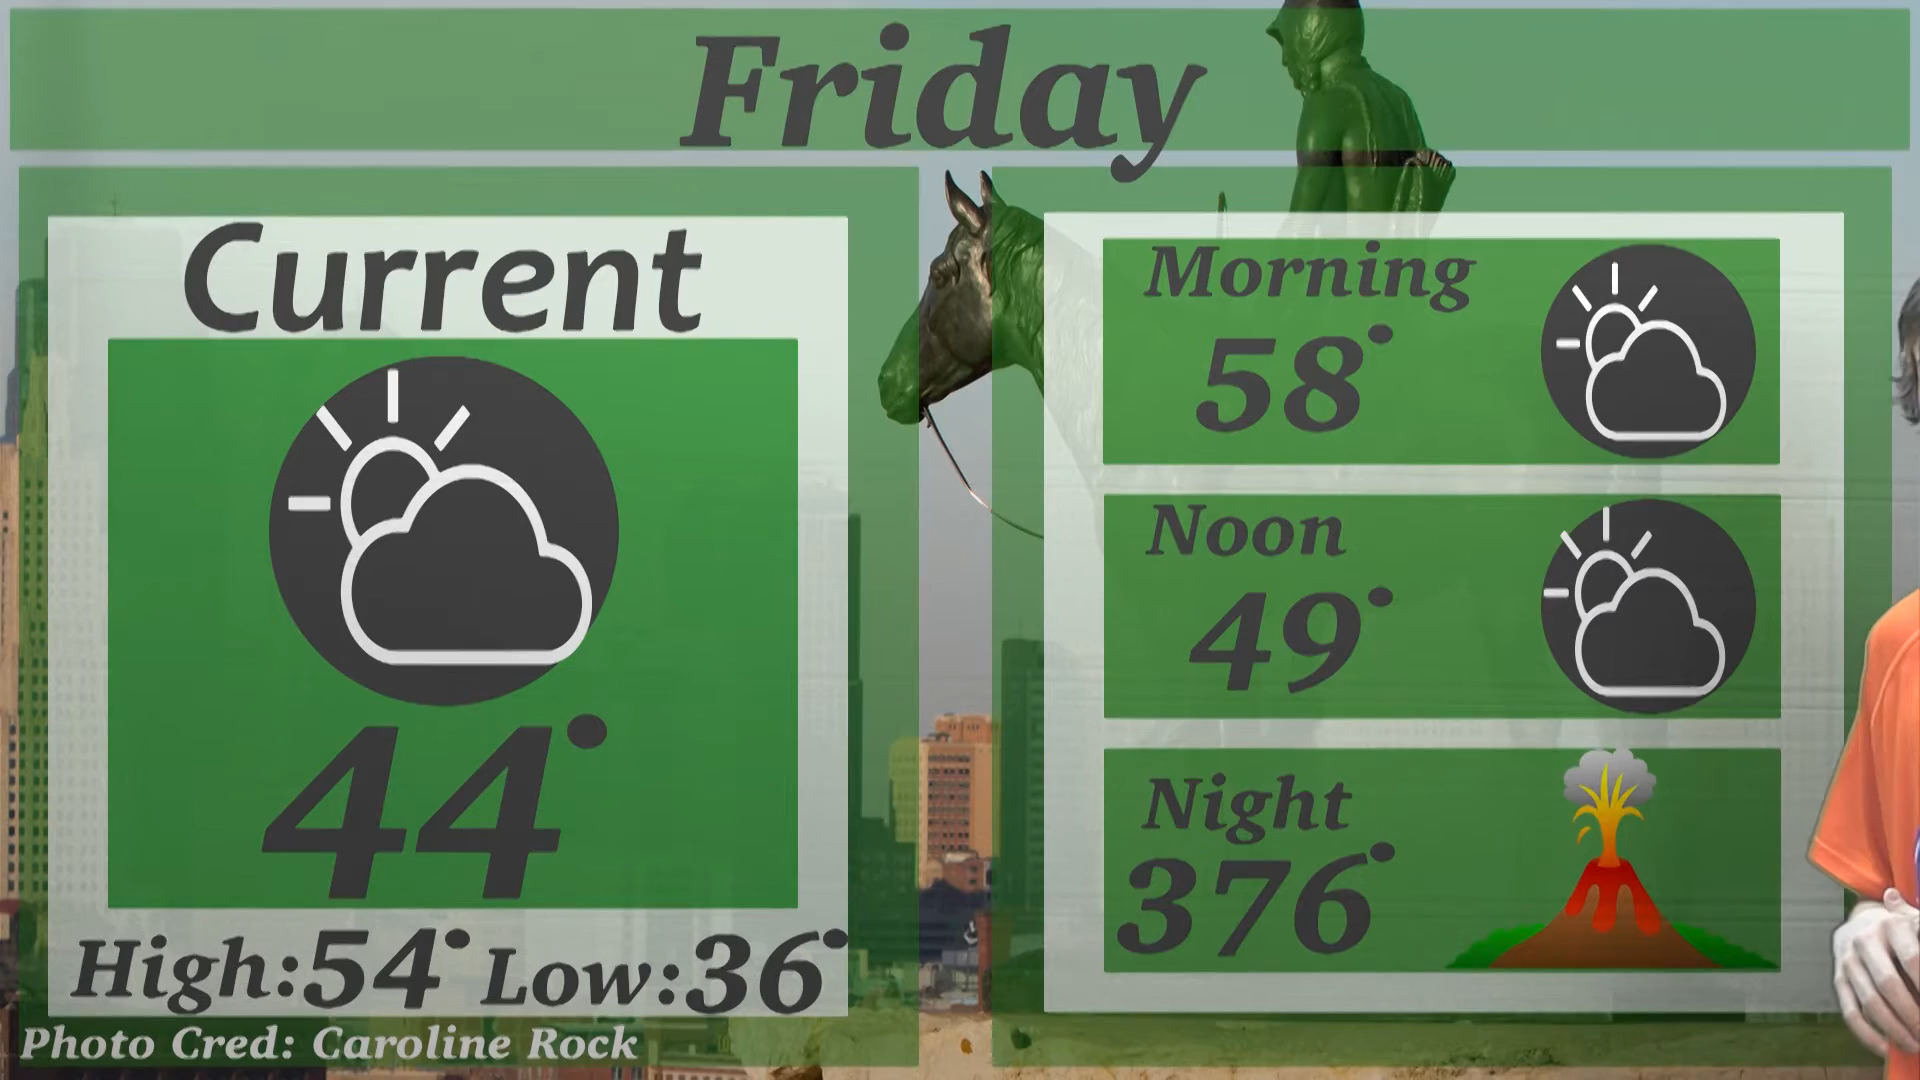 Friday
Current
44°
High:54° Low:36°
Photo Cred: Caroline Rock
Morning
58°
Noon
49°
Night
376°